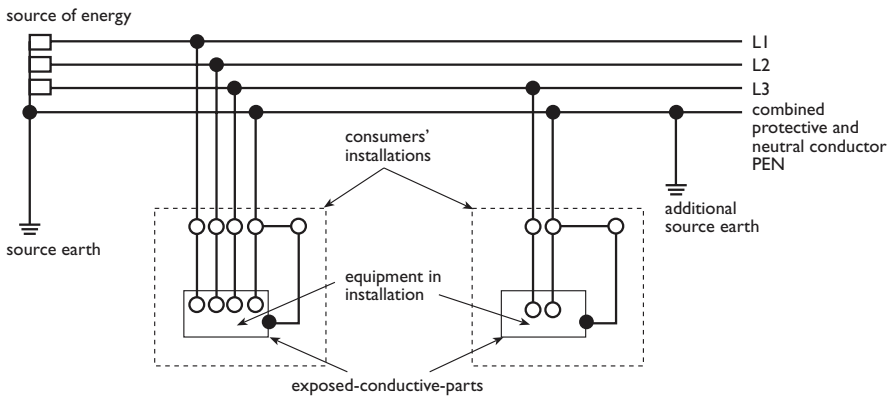 source of energy
L1
L2
L3
combined
protective and
neutral conductor
PEN
consumers'
installations
additional
source earth
source earth
equipment in
installation
exposed-conductive-parts